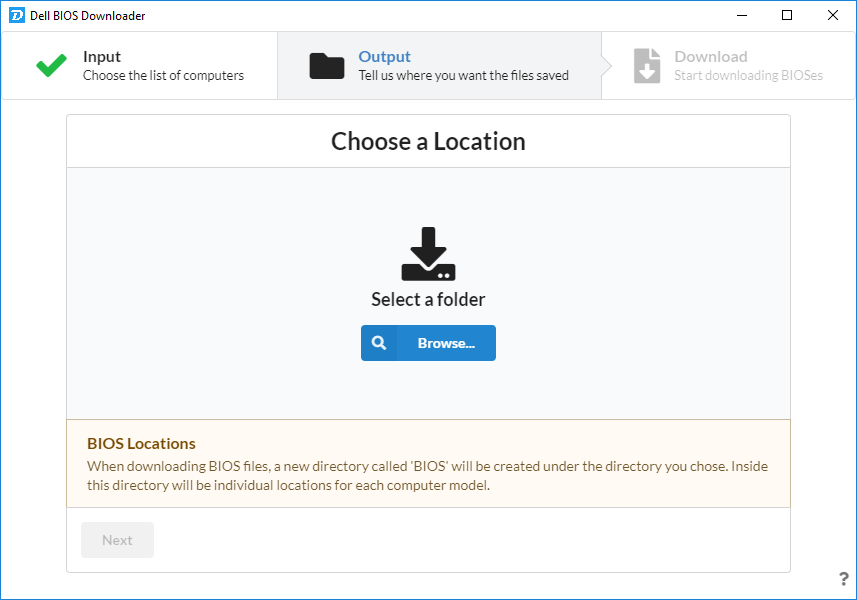 Dell BIOS Downloader
Input
Choose the list of computers
Output
Tell us where you want the files saved
Download
Start downloading BIOSes
Choose a Location
Select a folder
Browse...
BIOS Locations
When downloading BIOS files, a new directory called 'BIOS' will be created under the directory you chose. Inside
this directory will be individual locations for each computer model.
Next
?